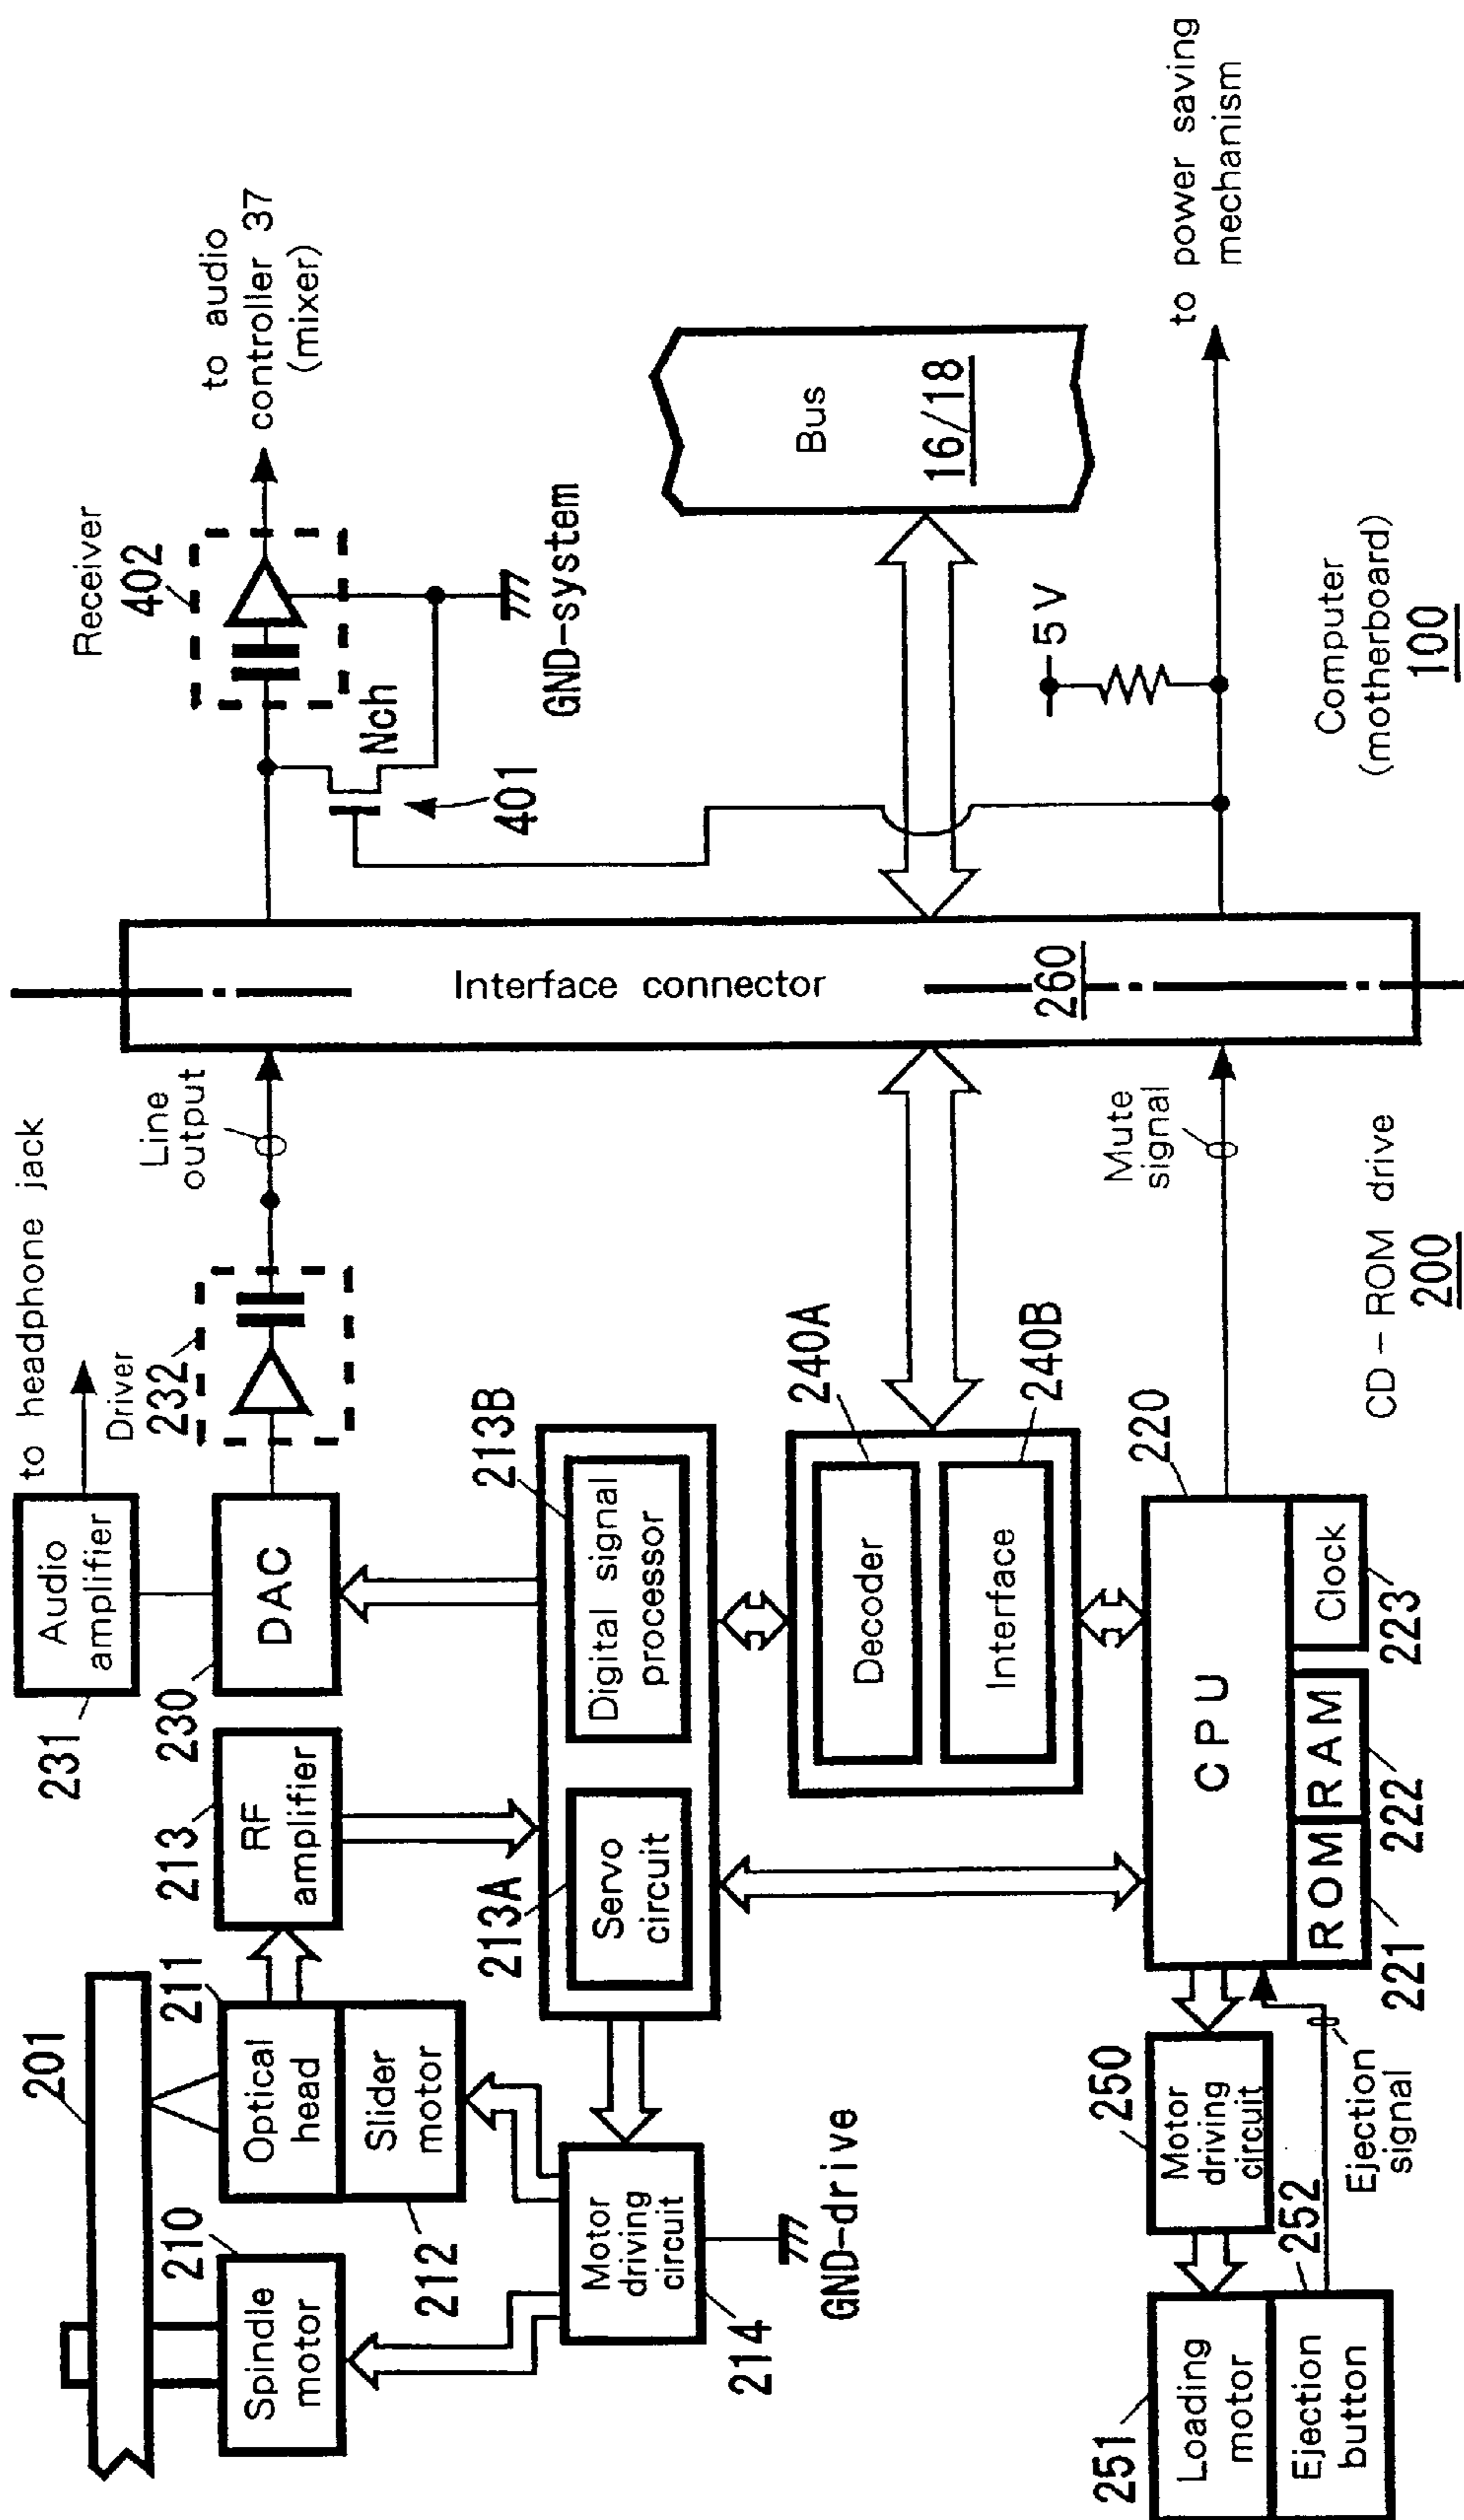 201
210
Spindle
motor
211
Optical
head
Slider
motor
212
213
RF
amplifier
231
Audio
amplifier
to headphone jack
230
DAC
Driver
232
Line
output
213A
Servo
circuit
213B
Digital signal
processor
Motor
driving
circuit
214
GND-drive
240A
Decoder
240B
Interface
220
CPU
ROM
RAM
Clock
221
222
223
250
Motor
driving
circuit
251
Loading
motor
252
Ejection
button
Ejection
signal
Mute
signal
CD-ROM drive
200
Interface connector
260
Receiver
402
Nch
401
GND-system
to audio
controller 37
(mixer)
Bus
16/18
5V
to power saving
mechanism
Computer
(motherboard)
100